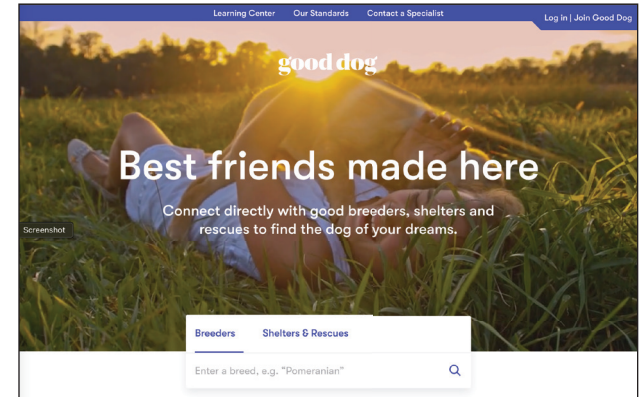 Learning Center Our Standards Contact a Specialist
Log in | Join Good Dog
good dog
Best friends made here
Connect directly with good breeders, shelters and
rescues to find the dog of your dreams.
Screenshot
Breeders Shelters & Rescues
Enter a breed, e.g. “Pomeranian”